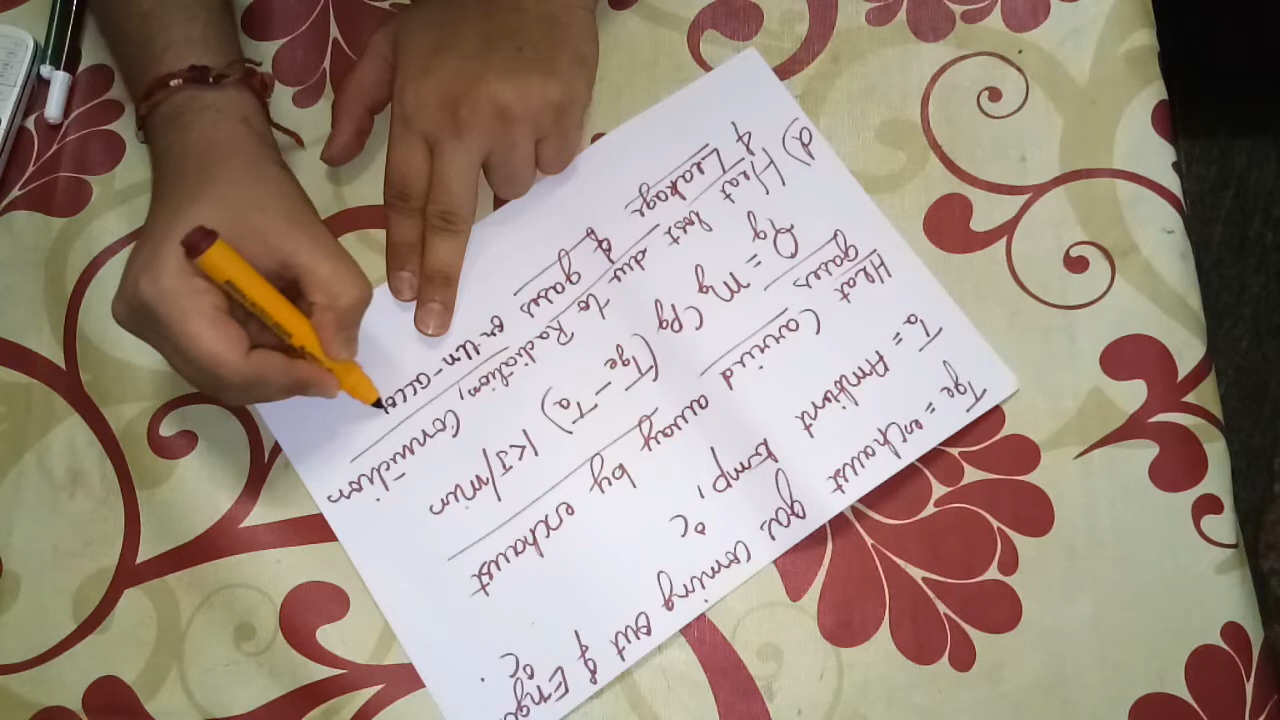 Tge = exhaust gas coming out of Engi °C
Ta = Ambient temp, °C
Heat Carried away by exhaust
gases
Qg = mg Cpg (Tge - Ta) KJ/min
d) Heat lost due to Radiation, Convection
& Leakage of gases or Un-acco